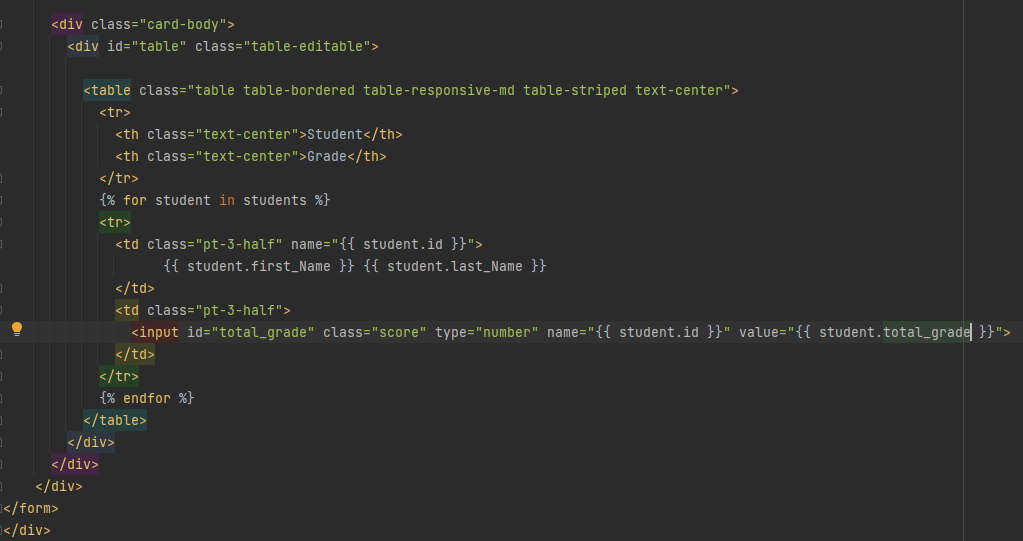 <div class="card-body">
<div id="table" class="table-editable">
<table class="table table-bordered table-responsive-md table-striped text-center">
<tr>
<th class="text-center">Student</th>
<th class="text-center">Grade</th>
</tr>
{% for student in students %}
<tr>
<td class="pt-3-half" name="{{ student.id }}">
{{ student.first_Name }} {{ student.last_Name }}
</td>
<td class="pt-3-half">
<input id="total_grade" class="score" type="number" name="{{ student.id }}" value="{{ student.total_grade }}">
</td>
</tr>
{% endfor %}
</table>
</div>
</div>
</div>
</form>
</div>